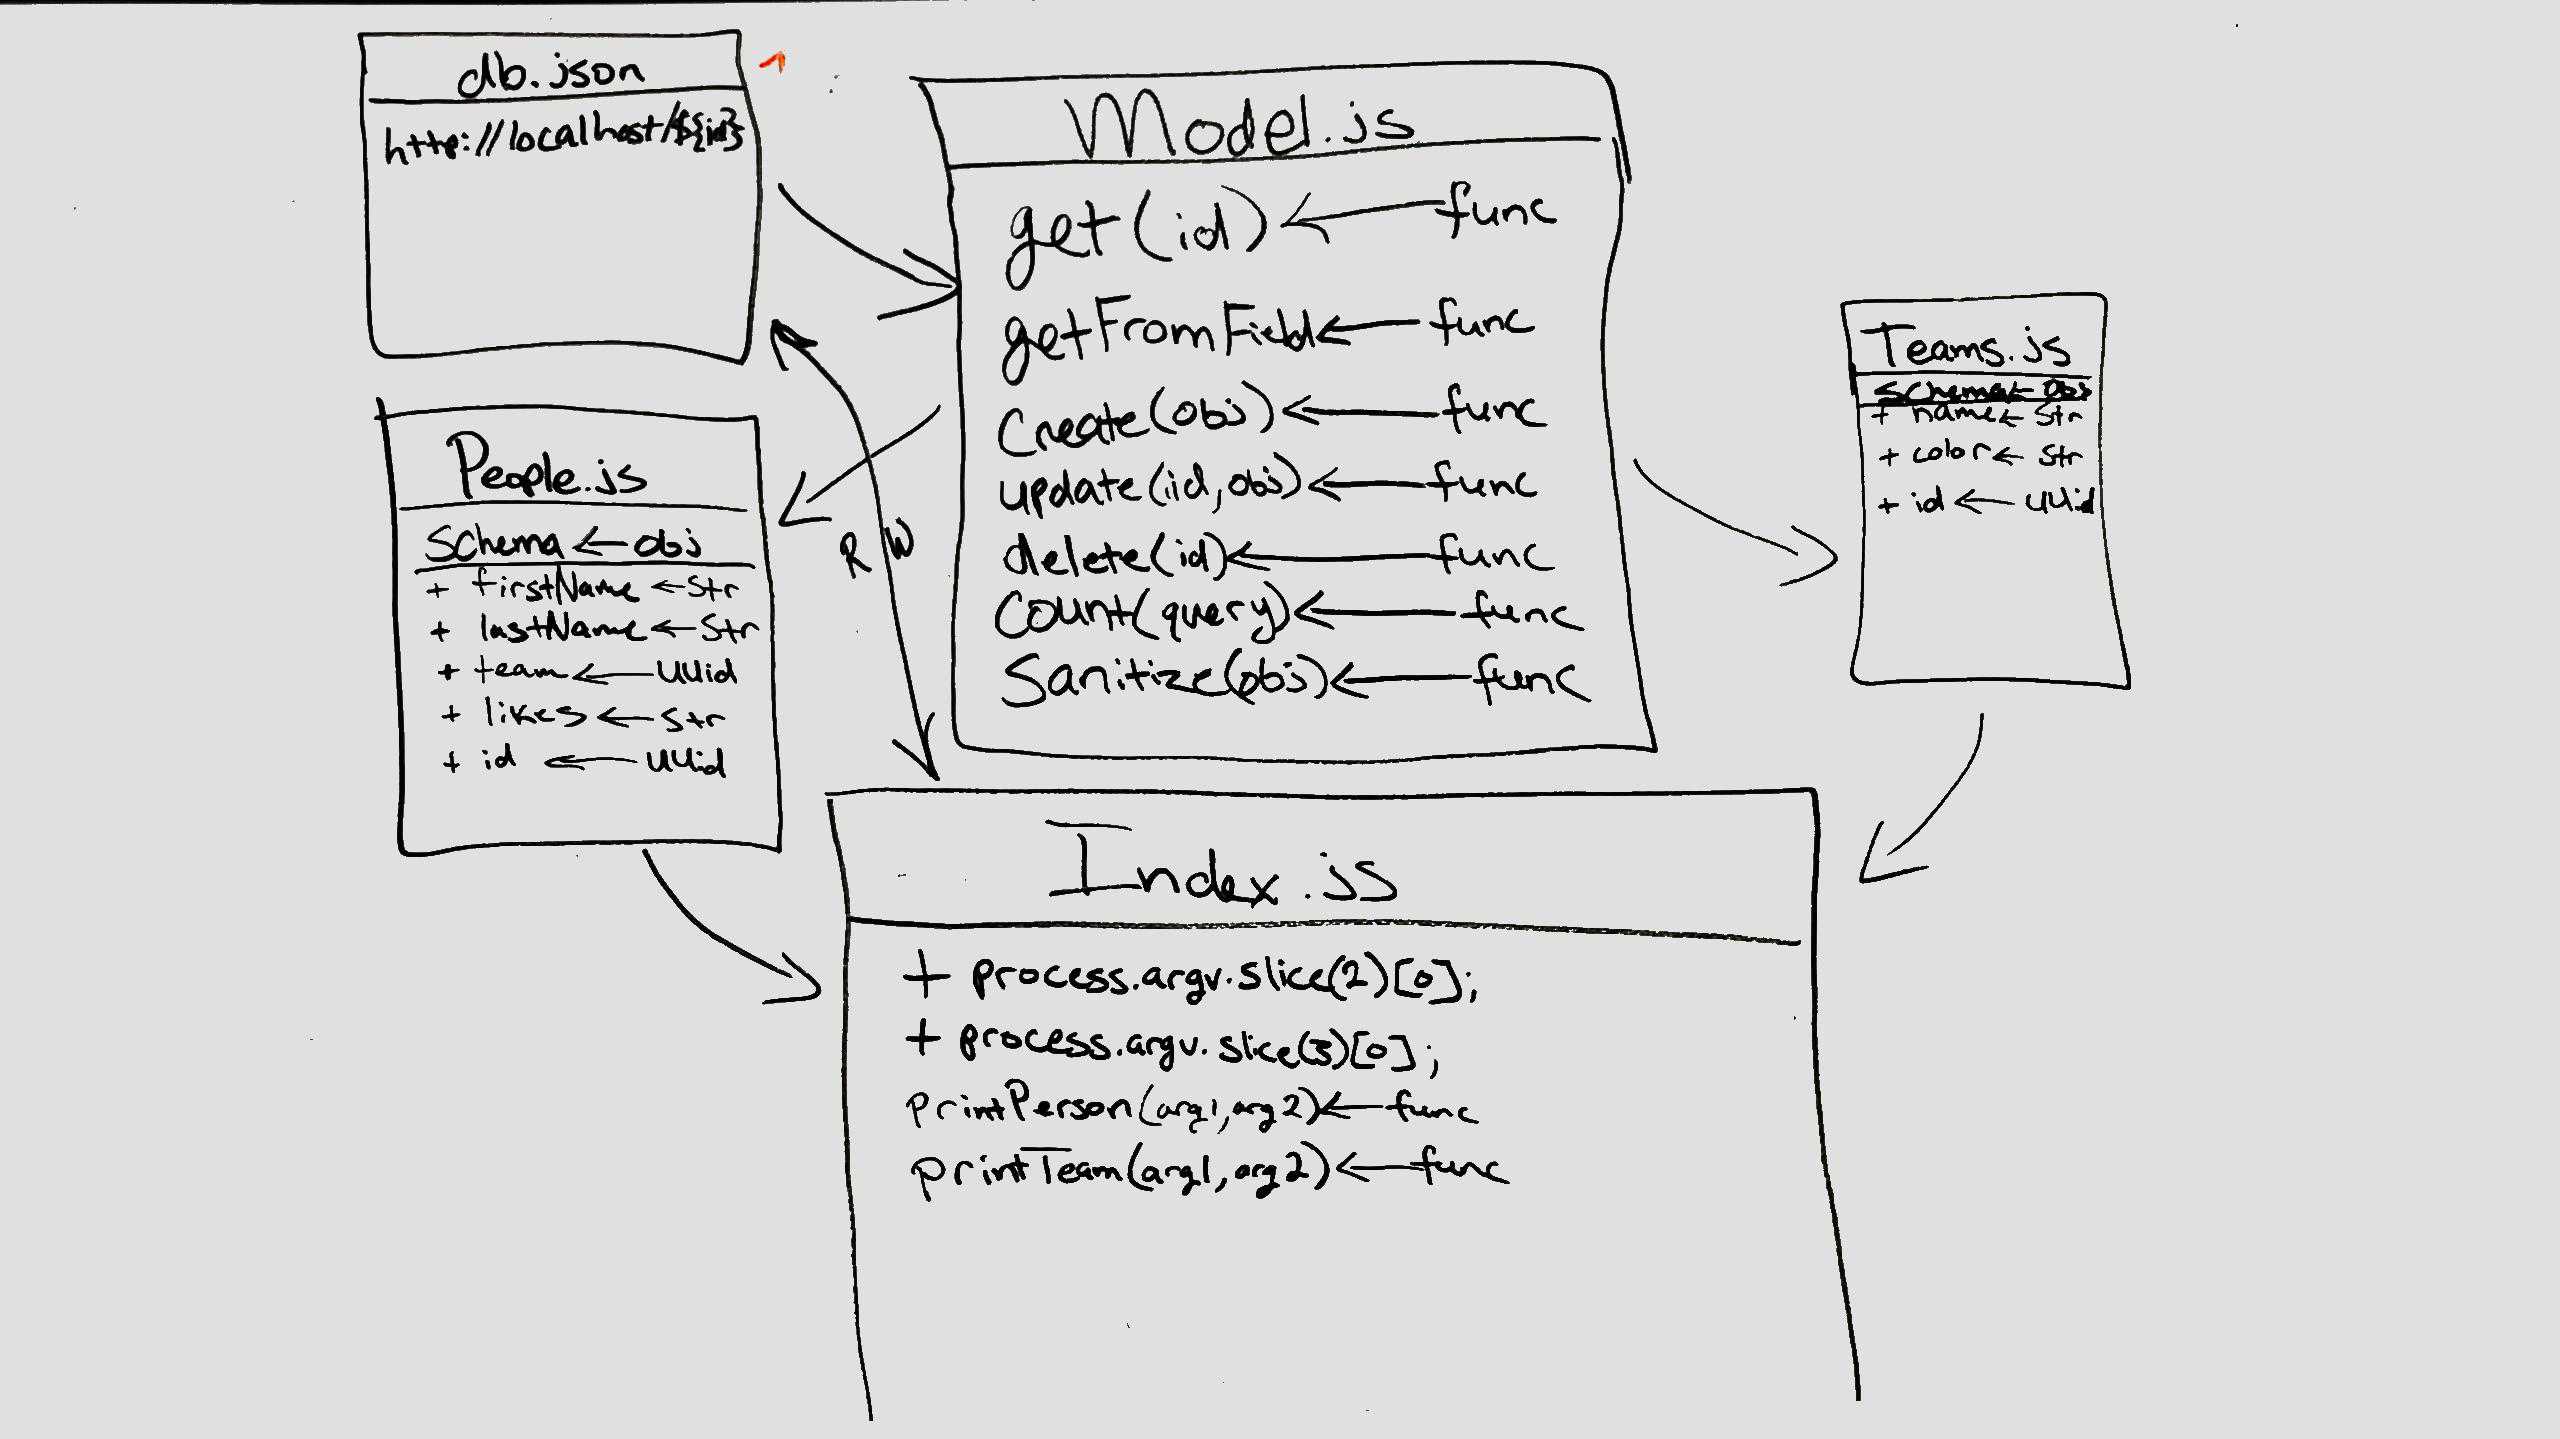 db.json
http://localhost/${id}
Model.js
get(id) ← func
getFromField ← func
Create(obj) ← func
update(id,obj) ← func
delete(id) ← func
Count(query) ← func
Sanitize(obj) ← func
Teams.js
Schema ← Obj
+ name ← Str
+ color ← Str
+ id ← UUid
People.js
Schema ← obj
+ firstName ← Str
+ lastName ← Str
+ team ← UUid
+ likes ← Str
+ id ← UUid
R W
Index.js
+ process.argv.slice(2)[0];
+ process.argv.slice(3)[0];
printPerson(arg1,arg2) ← func
printTeam(arg1,arg2) ← func